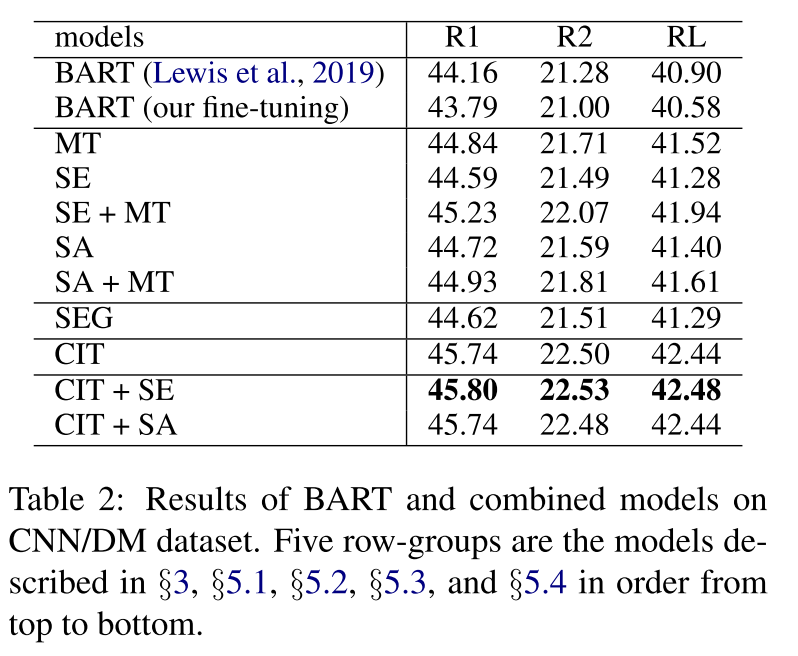 models R1 R2 RL
BART (Lewis et al., 2019) 44.16 21.28 40.90
BART (our fine-tuning) 43.79 21.00 40.58
MT 44.84 21.71 41.52
SE 44.59 21.49 41.28
SE + MT 45.23 22.07 41.94
SA 44.72 21.59 41.40
SA + MT 44.93 21.81 41.61
SEG 44.62 21.51 41.29
CIT 45.74 22.50 42.44
CIT + SE 45.80 22.53 42.48
CIT + SA 45.74 22.48 42.44
Table 2: Results of BART and combined models on
CNN/DM dataset. Five row-groups are the models de-
scribed in §3, §5.1, §5.2, §5.3, and §5.4 in order from
top to bottom.